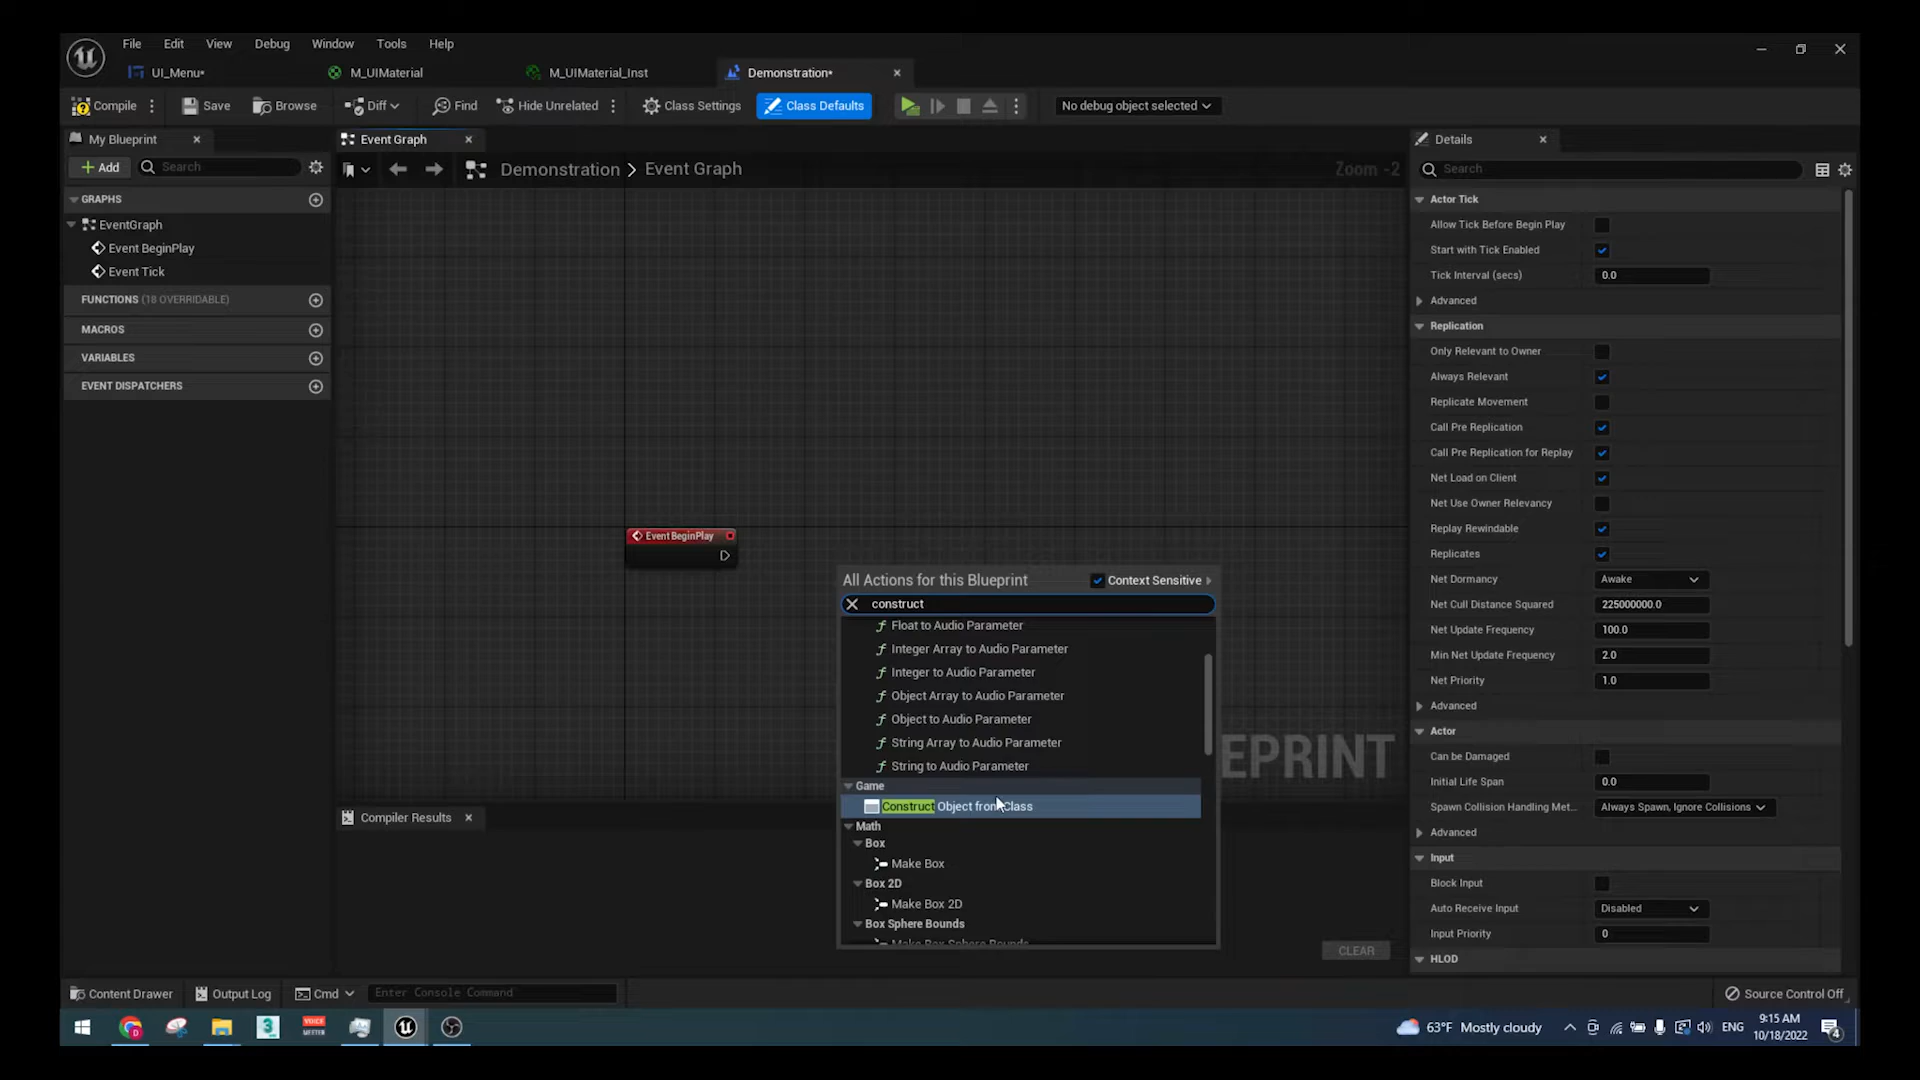 File Edit View Debug Window Tools Help
UI_Menu• M_UIMaterial M_UIMaterial_Inst Demonstration•
Compile Save Browse Diff Find Hide Unrelated Class Settings Class Defaults No debug object selected
My Blueprint
Add Search
GRAPHS
EventGraph
Event BeginPlay
Event Tick
FUNCTIONS (18 OVERRIDABLE)
MACROS
VARIABLES
EVENT DISPATCHERS
Event Graph
Demonstration > Event Graph Zoom -2
Event BeginPlay
EPRINT
All Actions for this Blueprint Context Sensitive
construct
Float to Audio Parameter
Integer Array to Audio Parameter
Integer to Audio Parameter
Object Array to Audio Parameter
Object to Audio Parameter
String Array to Audio Parameter
String to Audio Parameter
Game
Construct Object from Class
Math
Box
Make Box
Box 2D
Make Box 2D
Box Sphere Bounds
Make Box Sphere Bounds
Compiler Results
CLEAR
Details
Search
Actor Tick
Allow Tick Before Begin Play
Start with Tick Enabled
Tick Interval (secs) 0.0
Advanced
Replication
Only Relevant to Owner
Always Relevant
Replicate Movement
Call Pre Replication
Call Pre Replication for Replay
Net Load on Client
Net Use Owner Relevancy
Replay Rewindable
Replicates
Net Dormancy Awake
Net Cull Distance Squared 225000000.0
Net Update Frequency 100.0
Min Net Update Frequency 2.0
Net Priority 1.0
Advanced
Actor
Can be Damaged
Initial Life Span 0.0
Spawn Collision Handling Met... Always Spawn, Ignore Collisions
Advanced
Input
Block Input
Auto Receive Input Disabled
Input Priority 0
HLOD
Content Drawer Output Log Cmd Enter Console Command Source Control Off
3 VOICE MEETER 63°F Mostly cloudy ENG 9:15 AM
10/18/2022 4